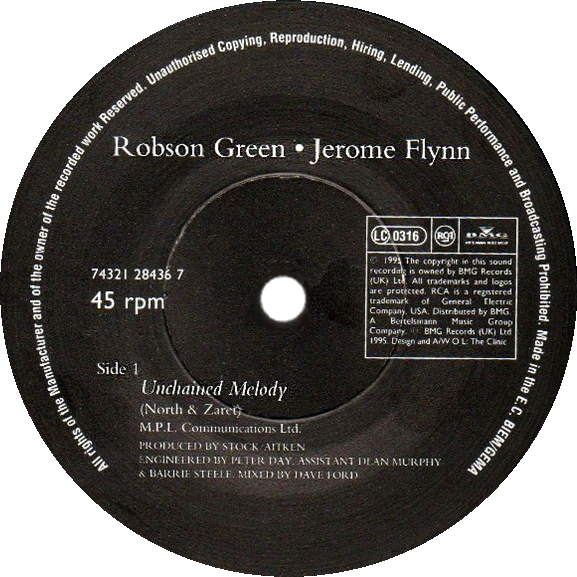 All rights of the Manufacturer and of the owner of the recorded work Reserved. Unauthorised Copying, Reproduction, Hiring, Lending, Public Performance and Broadcasting Prohibited. Made in the E.C. BIEM/GEMA
Robson Green • Jerome Flynn
LC 0316 RCA BMG
74321 28436 7
45 rpm
© 1995 The copyright in this sound
recording is owned by BMG Records
(UK) Ltd. All trademarks and logos
are protected. RCA is a registered
trademark of General Electric
Company, USA. Distributed by BMG.
A Bertelsmann Music Group
Company. BMG Records (UK) Ltd
1995. Design and A/W O L: The Clinic
Side 1
Unchained Melody
(North & Zaret)
M.P.L. Communications Ltd.
PRODUCED BY STOCK/AITKEN
ENGINEERED BY PETER DAY, ASSISTANT DEAN MURPHY
& BARRIE STEELE. MIXED BY DAVE FORD